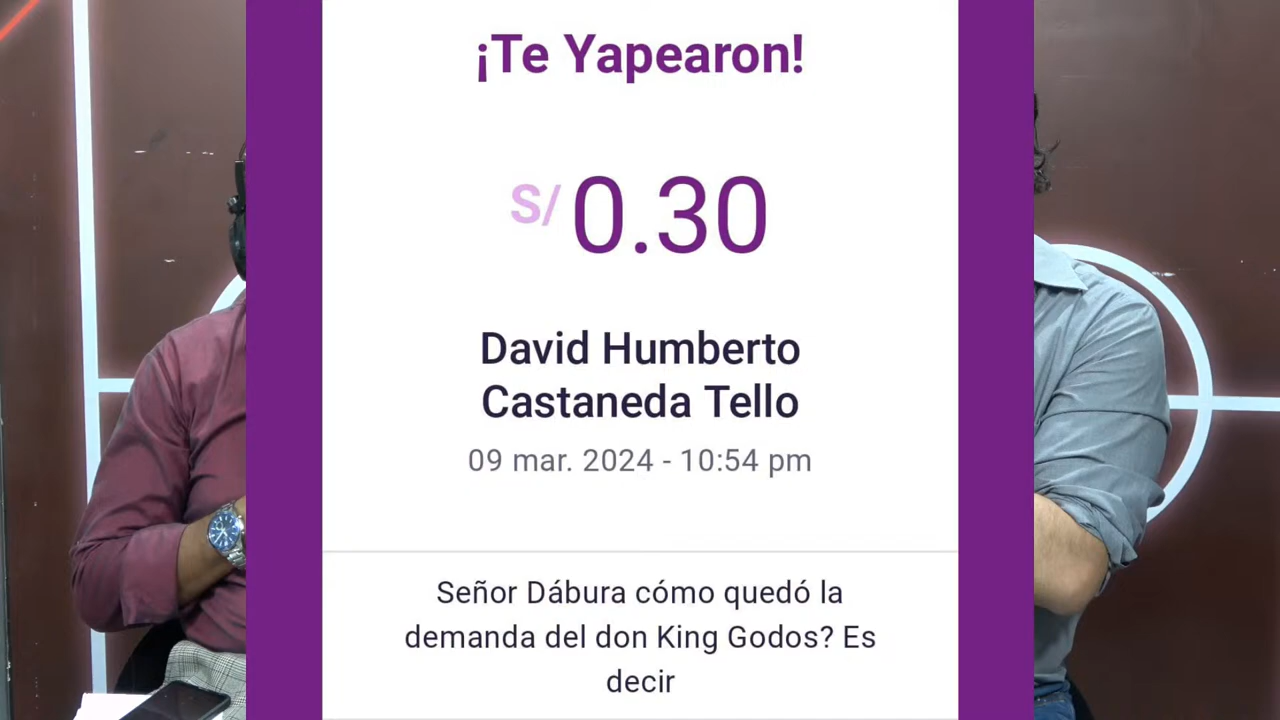 ¡Te Yapearon!
S/ 0.30
David Humberto
Castaneda Tello
09 mar. 2024 - 10:54 pm
Señor Dábura cómo quedó la
demanda del don King Godos? Es
decir